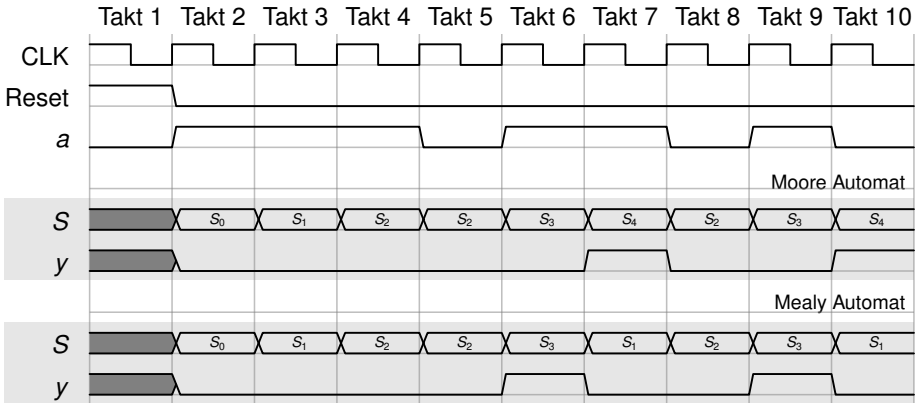 Takt 1 Takt 2 Takt 3 Takt 4 Takt 5 Takt 6 Takt 7 Takt 8 Takt 9 Takt 10
CLK
Reset
a
Moore Automat
S S0 S1 S2 S2 S3 S4 S2 S3 S4
y
Mealy Automat
S S0 S1 S2 S2 S3 S1 S2 S3 S1
y